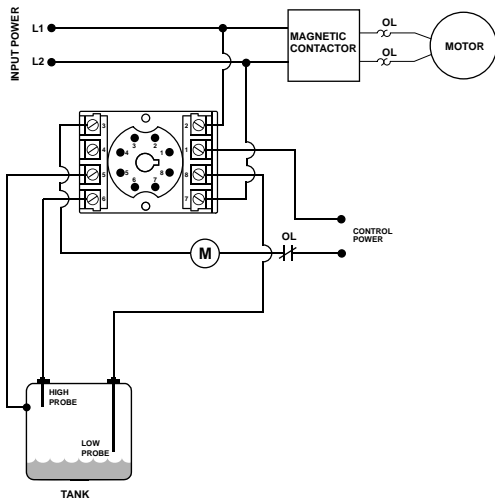 INPUT POWER
L1
L2
MAGNETIC
CONTACTOR
OL
OL
MOTOR
3
4
5
6
3
2
4
1
5
8
6
7
2
1
8
7
CONTROL
POWER
M
OL
HIGH
PROBE
LOW
PROBE
TANK